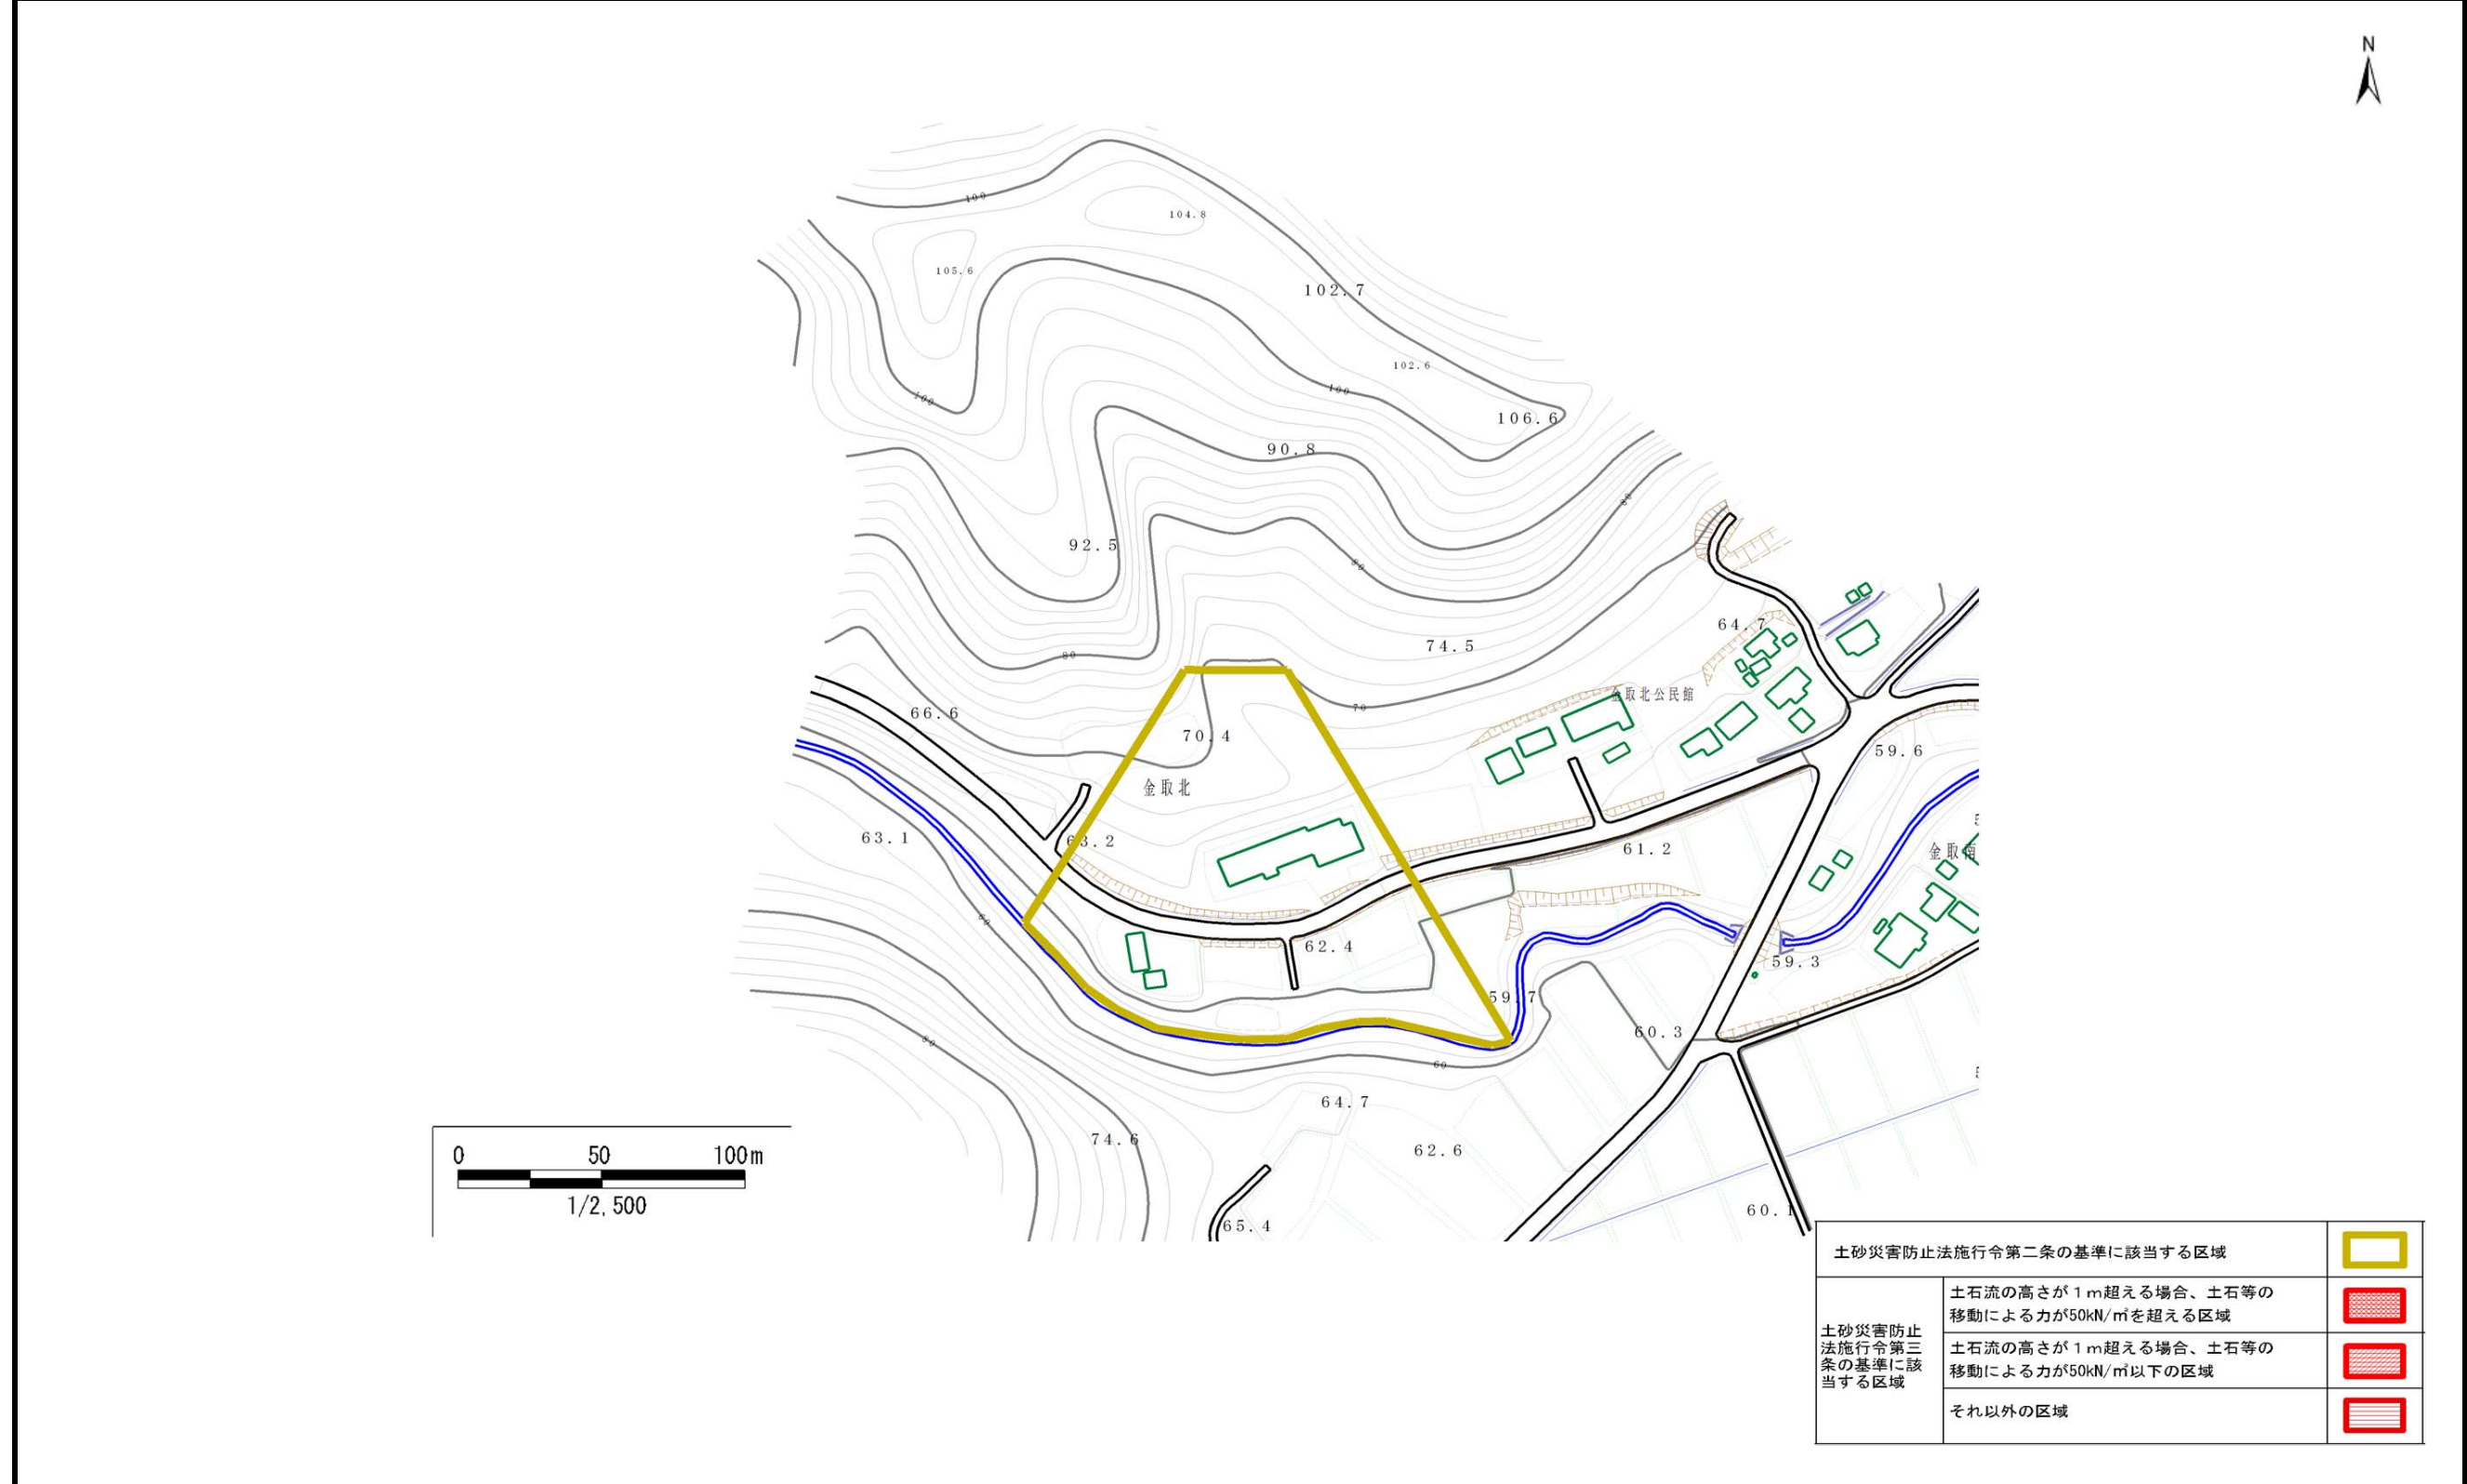 N
100
104.8
105.6
102.7
102.6
100
100
106.6
90.8
80
92.5
80
64.7
74.5
80
金取北公民館
70
66.6
70.4
59.6
金取北
63.1
63.2
61.2
金取南
60
62.4
59.3
59.7
60.3
60
64.7
74.6
62.6
0 50 100m
1/2,500
60.1
65.4
土砂災害防止法施行令第二条の基準に該当する区域
土砂災害防止
法施行令第三
条の基準に該
当する区域
土石流の高さが1m超える場合、土石等の
移動による力が50kN/㎡を超える区域
土石流の高さが1m超える場合、土石等の
移動による力が50kN/㎡以下の区域
それ以外の区域